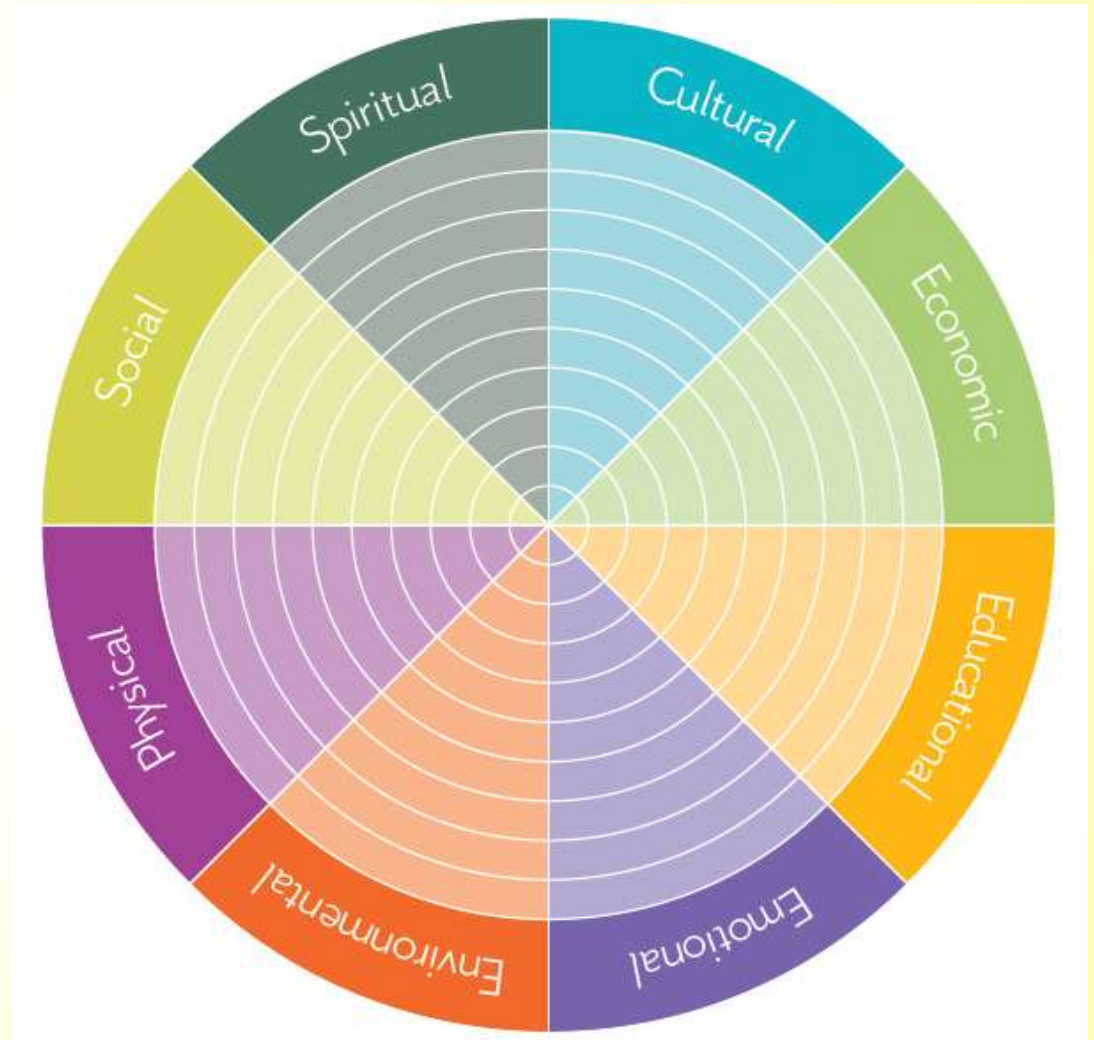 Cultural
Economic
Educational
Emotional
Environmental
Physical
Social
Spiritual